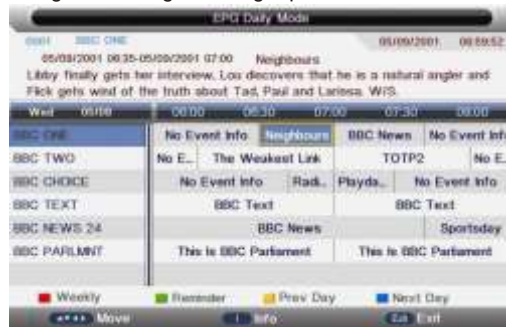 EPG Daily Mode
0001 BBC ONE 05/09/2001 06:59:52
05/09/2001 06:35-05/09/2001 07:00 Neighbours
Libby finally gets her interview. Lou discovers that he is a natural angler and
Flick gets wind of the truth about Tad, Paul and Larissa. W/S.
Wed 05/09 06:00 06:30 07:00 07:30 08:00
BBC ONE No Event Info Neighbours BBC News No Event Inf
BBC TWO No E... The Weakest Link TOTP2 No E.
BBC CHOICE No Event Info Radi... Playda... No Event Info
BBC TEXT BBC Text BBC Text
BBC NEWS 24 BBC News Sportsday
BBC PARLMNT This is BBC Parliament This is BBC Parliament
Weekly Reminder Prev Day Next Day
Move i Info Exit Exit